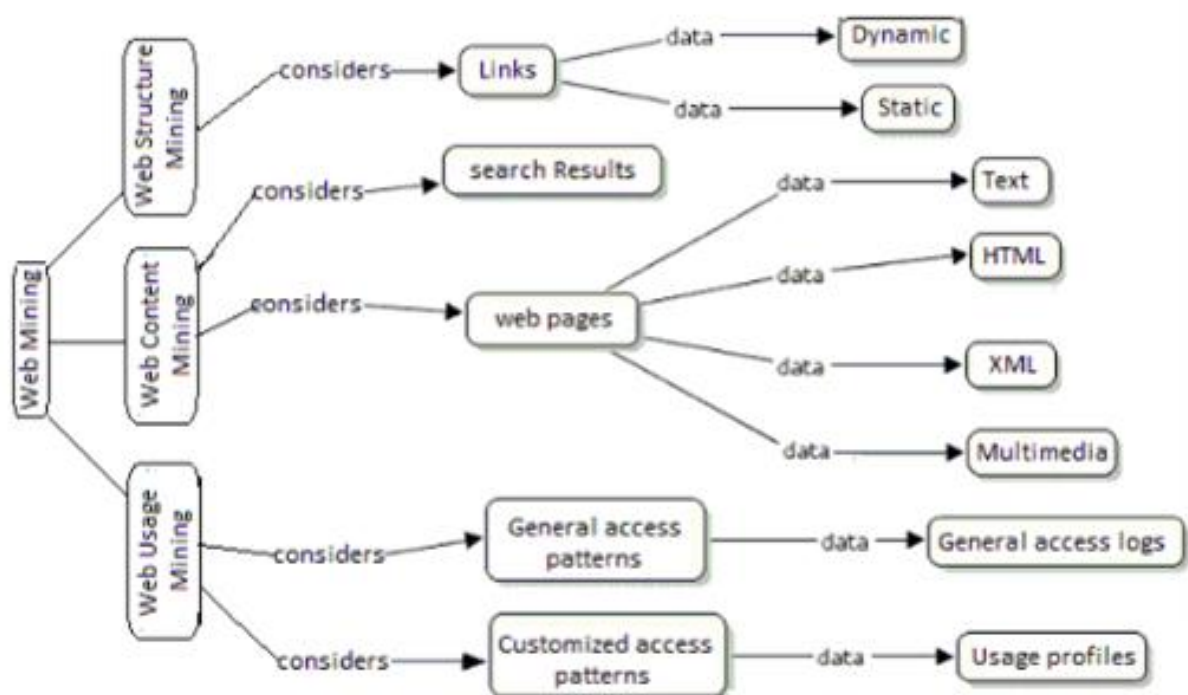 Web Mining
Web Structure
Mining
considers
Links
data
Dynamic
data
Static
Web Content
Mining
considers
search Results
considers
web pages
data
Text
data
HTML
data
XML
data
Multimedia
Web Usage
Mining
considers
General access
patterns
data
General access logs
considers
Customized access
patterns
data
Usage profiles